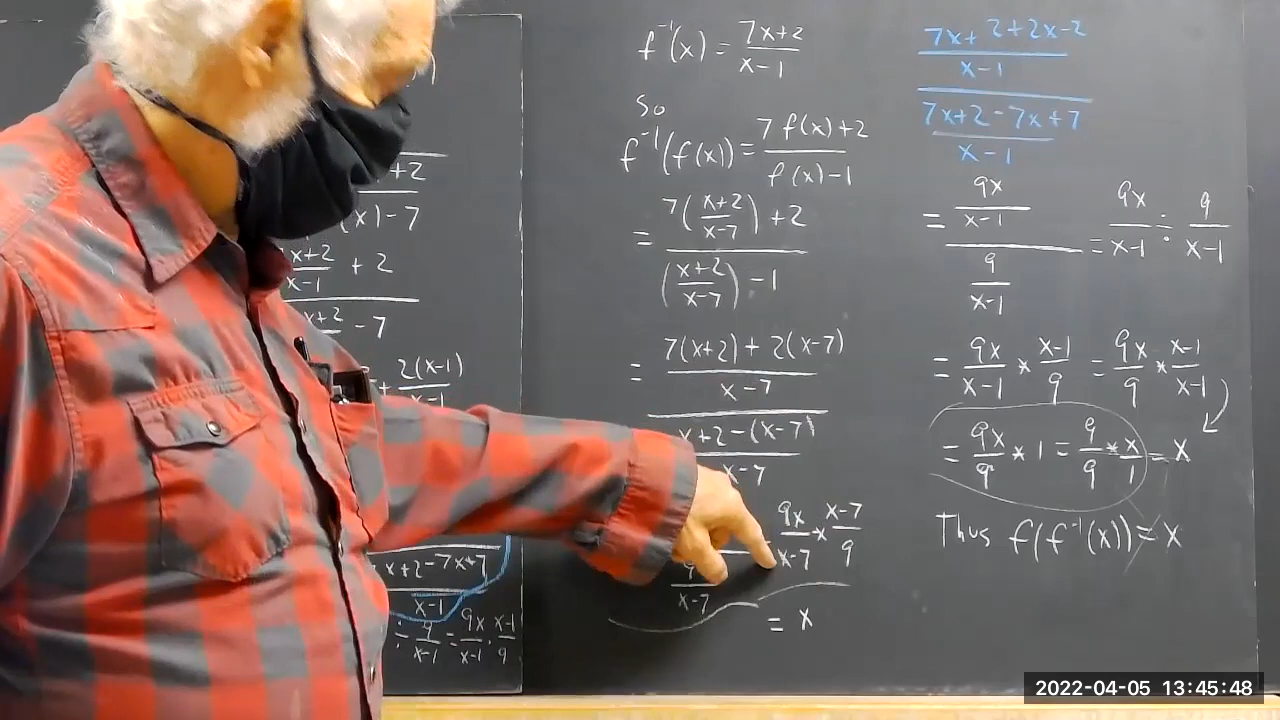 +2
(x)-7
x+2/x-1 + 2
x+2 - 7
+ 2(x-1)/x-1
x+2-7x+7
x-1
÷ 9/x-1 = 9x/x-1 · x-1/9
f⁻¹(x) = 7x+2/x-1
So
f⁻¹(f(x)) = 7 f(x)+2/f(x)-1
= 7(x+2/x-7) + 2
(x+2/x-7) - 1
= 7(x+2) + 2(x-7)
x-7
x+2-(x-7)
x-7
9x/x-7 * x-7/9
x-7
= x
7x+2+2x-2
x-1
7x+2-7x+7
x-1
= 9x/x-1 / 9/x-1 = 9x/x-1 ÷ 9/x-1
= 9x/x-1 * x-1/9 = 9x/9 * x-1/x-1
= 9x/9 * 1 = 9/9 * x/1 = x
Thus f(f⁻¹(x)) = x
2022-04-05 13:45:48